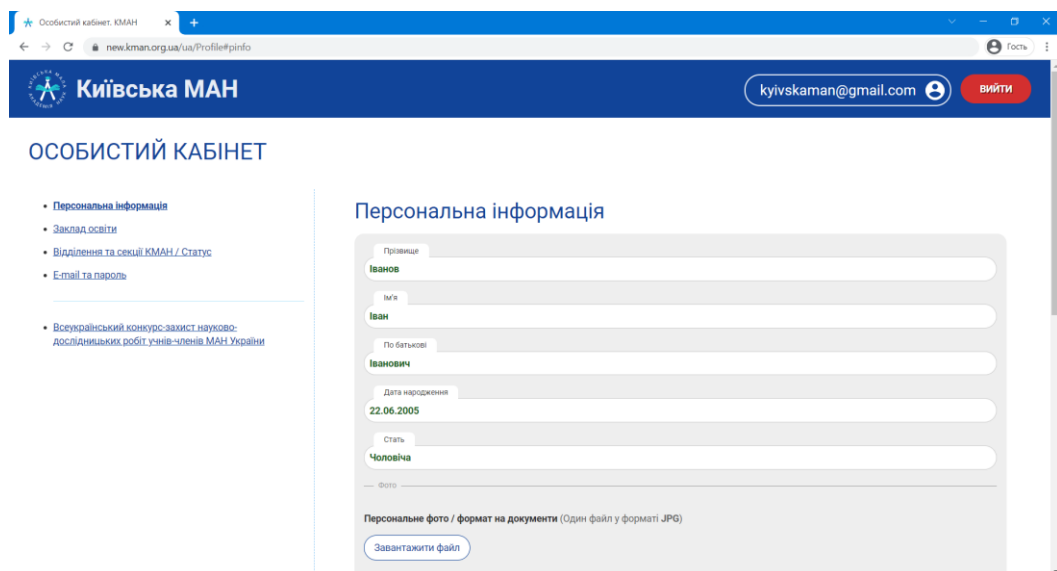 Особистий кабінет. КМАН
new.kman.org.ua/ua/Profile#pinfo
Гость
Київська МАН
kyivskaman@gmail.com
ВИЙТИ
ОСОБИСТИЙ КАБІНЕТ
Персональна інформація
Заклад освіти
Відділення та секції КМАН / Статус
E-mail та пароль
Всеукраїнський конкурс-захист науково-
дослідницьких робіт учнів-членів МАН України
Персональна інформація
Прізвище
Іванов
Ім'я
Іван
По батькові
Іванович
Дата народження
22.06.2005
Стать
Чоловіча
Фото
Персональне фото / формат на документи (Один файл у форматі JPG)
Завантажити файл